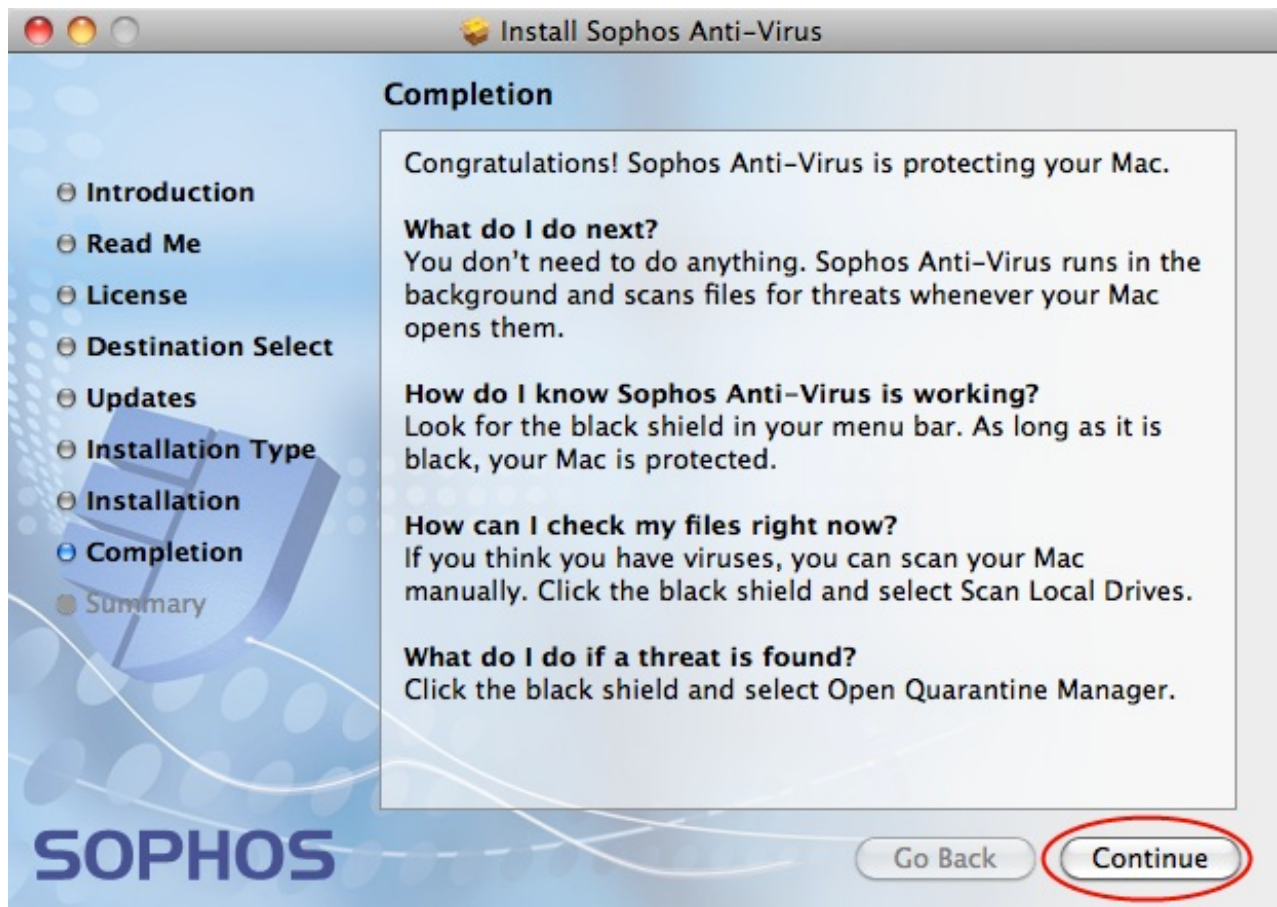 Install Sophos Anti-Virus
Completion
Introduction
Read Me
License
Destination Select
Updates
Installation Type
Installation
Completion
Summary
Congratulations! Sophos Anti-Virus is protecting your Mac.
What do I do next?
You don't need to do anything. Sophos Anti-Virus runs in the
background and scans files for threats whenever your Mac
opens them.
How do I know Sophos Anti-Virus is working?
Look for the black shield in your menu bar. As long as it is
black, your Mac is protected.
How can I check my files right now?
If you think you have viruses, you can scan your Mac
manually. Click the black shield and select Scan Local Drives.
What do I do if a threat is found?
Click the black shield and select Open Quarantine Manager.
SOPHOS
Go Back
Continue